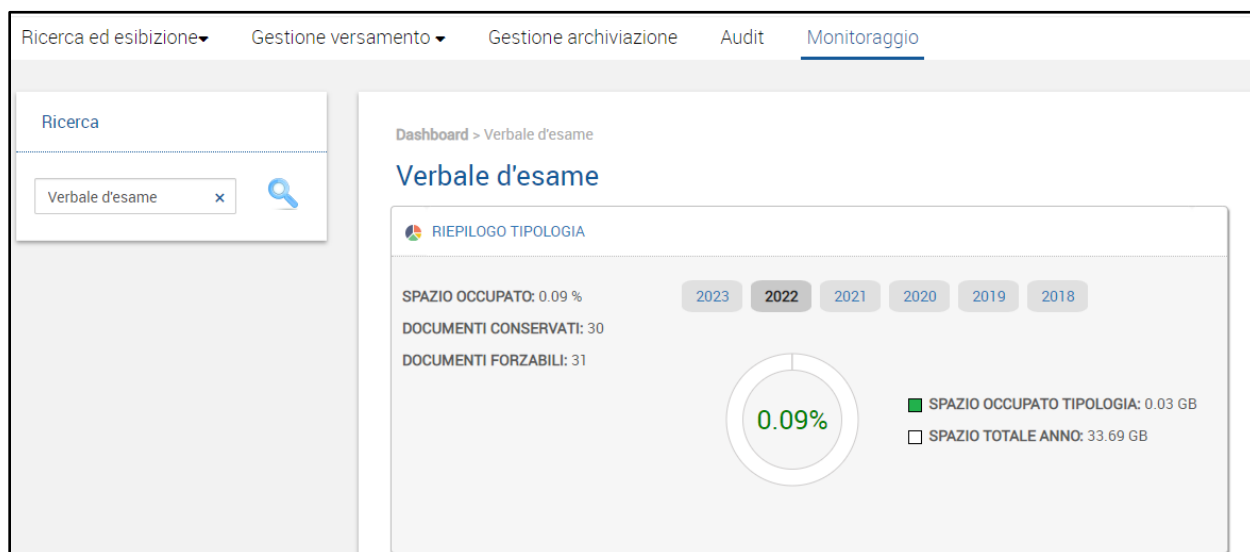 Ricerca ed esibizione Gestione versamento Gestione archiviazione Audit Monitoraggio
Ricerca
Verbale d'esame ×
Dashboard > Verbale d'esame
Verbale d'esame
RIEPILOGO TIPOLOGIA
SPAZIO OCCUPATO: 0.09 %
DOCUMENTI CONSERVATI: 30
DOCUMENTI FORZABILI: 31
2023 2022 2021 2020 2019 2018
0.09%
SPAZIO OCCUPATO TIPOLOGIA: 0.03 GB
SPAZIO TOTALE ANNO: 33.69 GB